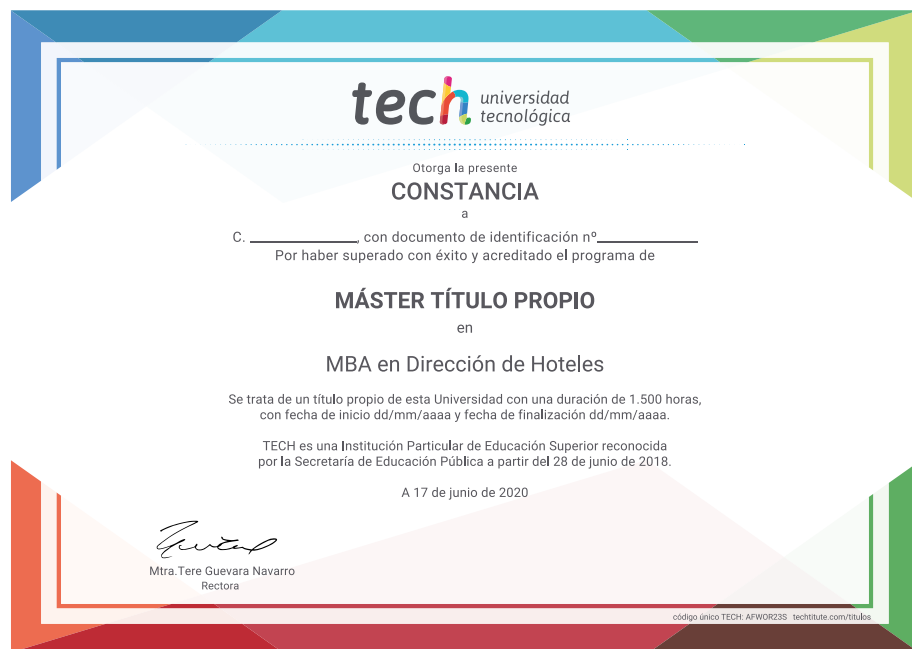 tech universidad
tecnológica
Otorga la presente
CONSTANCIA
a
C. ____________, con documento de identificación nº____________
Por haber superado con éxito y acreditado el programa de
MÁSTER TÍTULO PROPIO
en
MBA en Dirección de Hoteles
Se trata de un título propio de esta Universidad con una duración de 1.500 horas,
con fecha de inicio dd/mm/aaaa y fecha de finalización dd/mm/aaaa.
TECH es una Institución Particular de Educación Superior reconocida
por la Secretaría de Educación Pública a partir del 28 de junio de 2018.
A 17 de junio de 2020
Mtra.Tere Guevara Navarro
Rectora
código único TECH: AFWOR23S techtitute.com/titulos